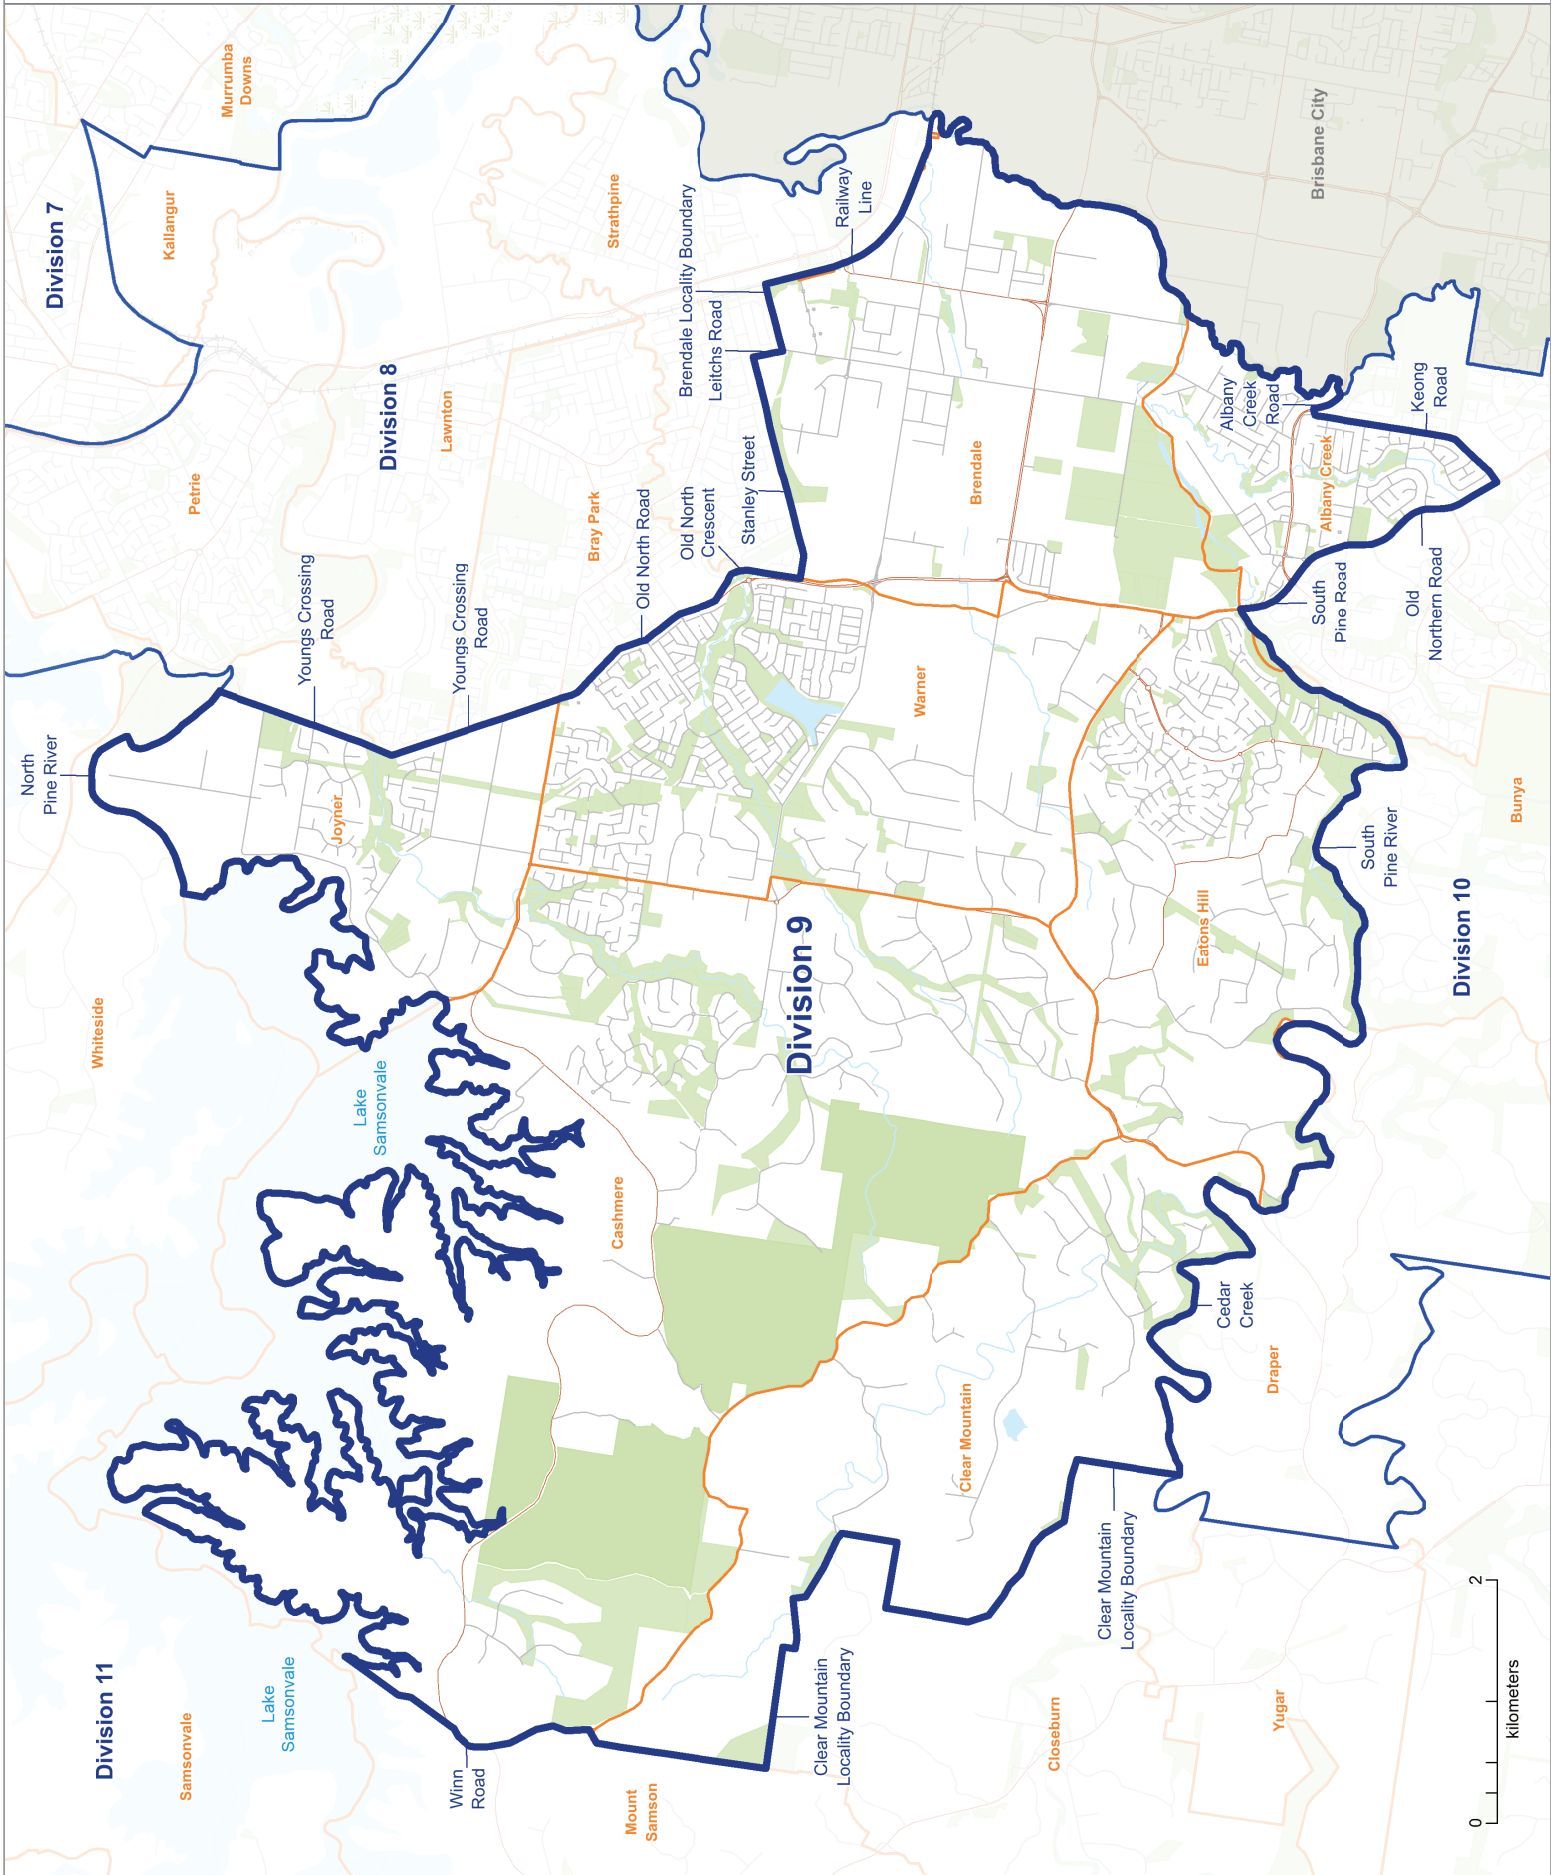 Division 11
Samsonvale
Lake
Samsonvale
Winn
Road
Mount
Samson
Whiteside
Lake
Samsonvale
North
Pine River
Joyner
Youngs Crossing
Road
Youngs Crossing
Road
Petrie
Division 7
Kallangur
Murrumba
Downs
Division 8
Lawnton
Bray Park
Strathpine
Old North Road
Old North
Crescent
Stanley Street
Leitchs Road
Brendale Locality Boundary
Railway
Line
Cashmere
Division 9
Warner
Brendale
Brisbane City
Clear Mountain
Locality Boundary
Clear Mountain
Clear Mountain
Locality Boundary
Closeburn
Yugar
Cedar
Creek
Draper
Eatons Hill
South
Pine River
Division 10
Bunya
South
Pine Road
Old
Northern Road
Albany Creek
Albany
Creek
Road
Keong
Road
0
2
kilometers